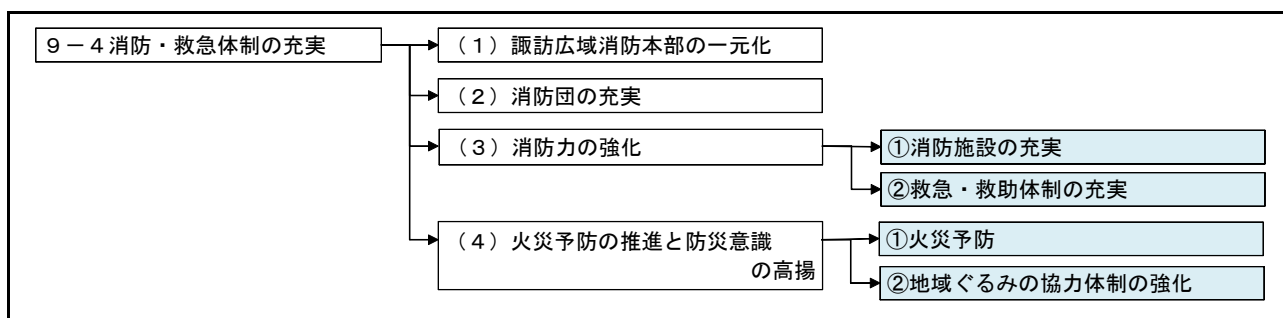 ９－４消防・救急体制の充実
（１）諏訪広域消防本部の一元化
（２）消防団の充実
（３）消防力の強化
①消防施設の充実
②救急・救助体制の充実
（４）火災予防の推進と防災意識
の高揚
①火災予防
②地域ぐるみの協力体制の強化